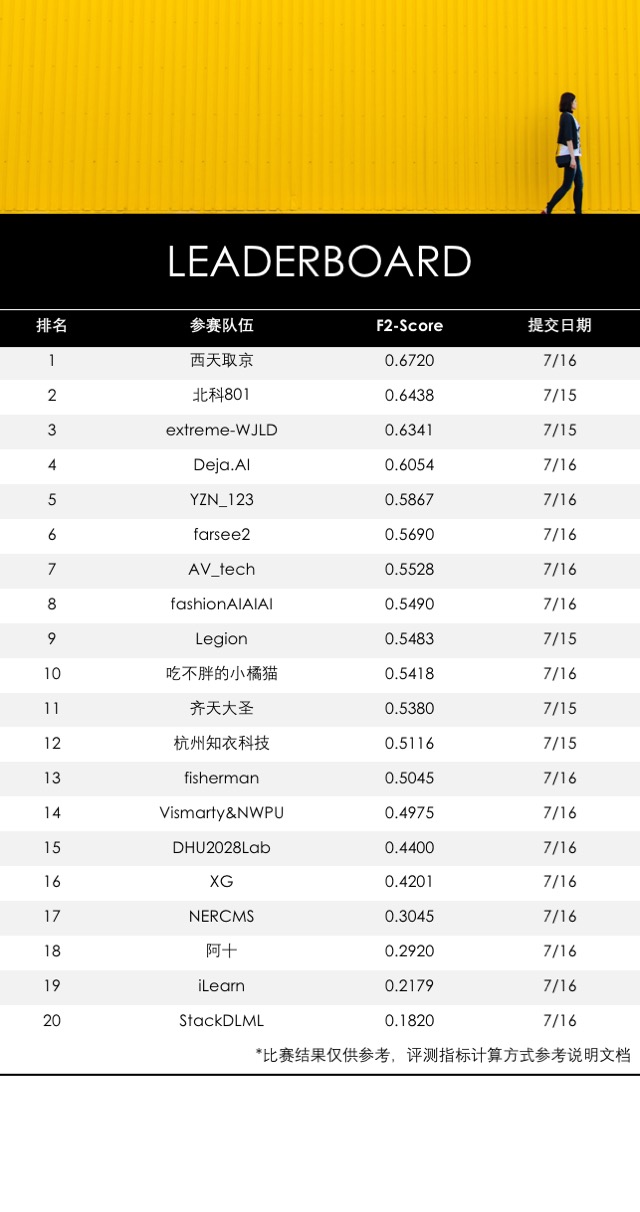 LEADERBOARD
排名 参赛队伍 F2-Score 提交日期
1 西天取京 0.6720 7/16
2 北科801 0.6438 7/15
3 extreme-WJLD 0.6341 7/15
4 Deja.AI 0.6054 7/16
5 YZN_123 0.5867 7/16
6 farsee2 0.5690 7/16
7 AV_tech 0.5528 7/16
8 fashionAIAIAI 0.5490 7/16
9 Legion 0.5483 7/15
10 吃不胖的小橘猫 0.5418 7/16
11 齐天大圣 0.5380 7/15
12 杭州知衣科技 0.5116 7/15
13 fisherman 0.5045 7/16
14 Vismarty&NWPU 0.4975 7/16
15 DHU2028Lab 0.4400 7/16
16 XG 0.4201 7/16
17 NERCMS 0.3045 7/16
18 阿十 0.2920 7/16
19 iLearn 0.2179 7/16
20 StackDLML 0.1820 7/16
*比赛结果仅供参考，评测指标计算方式参考说明文档